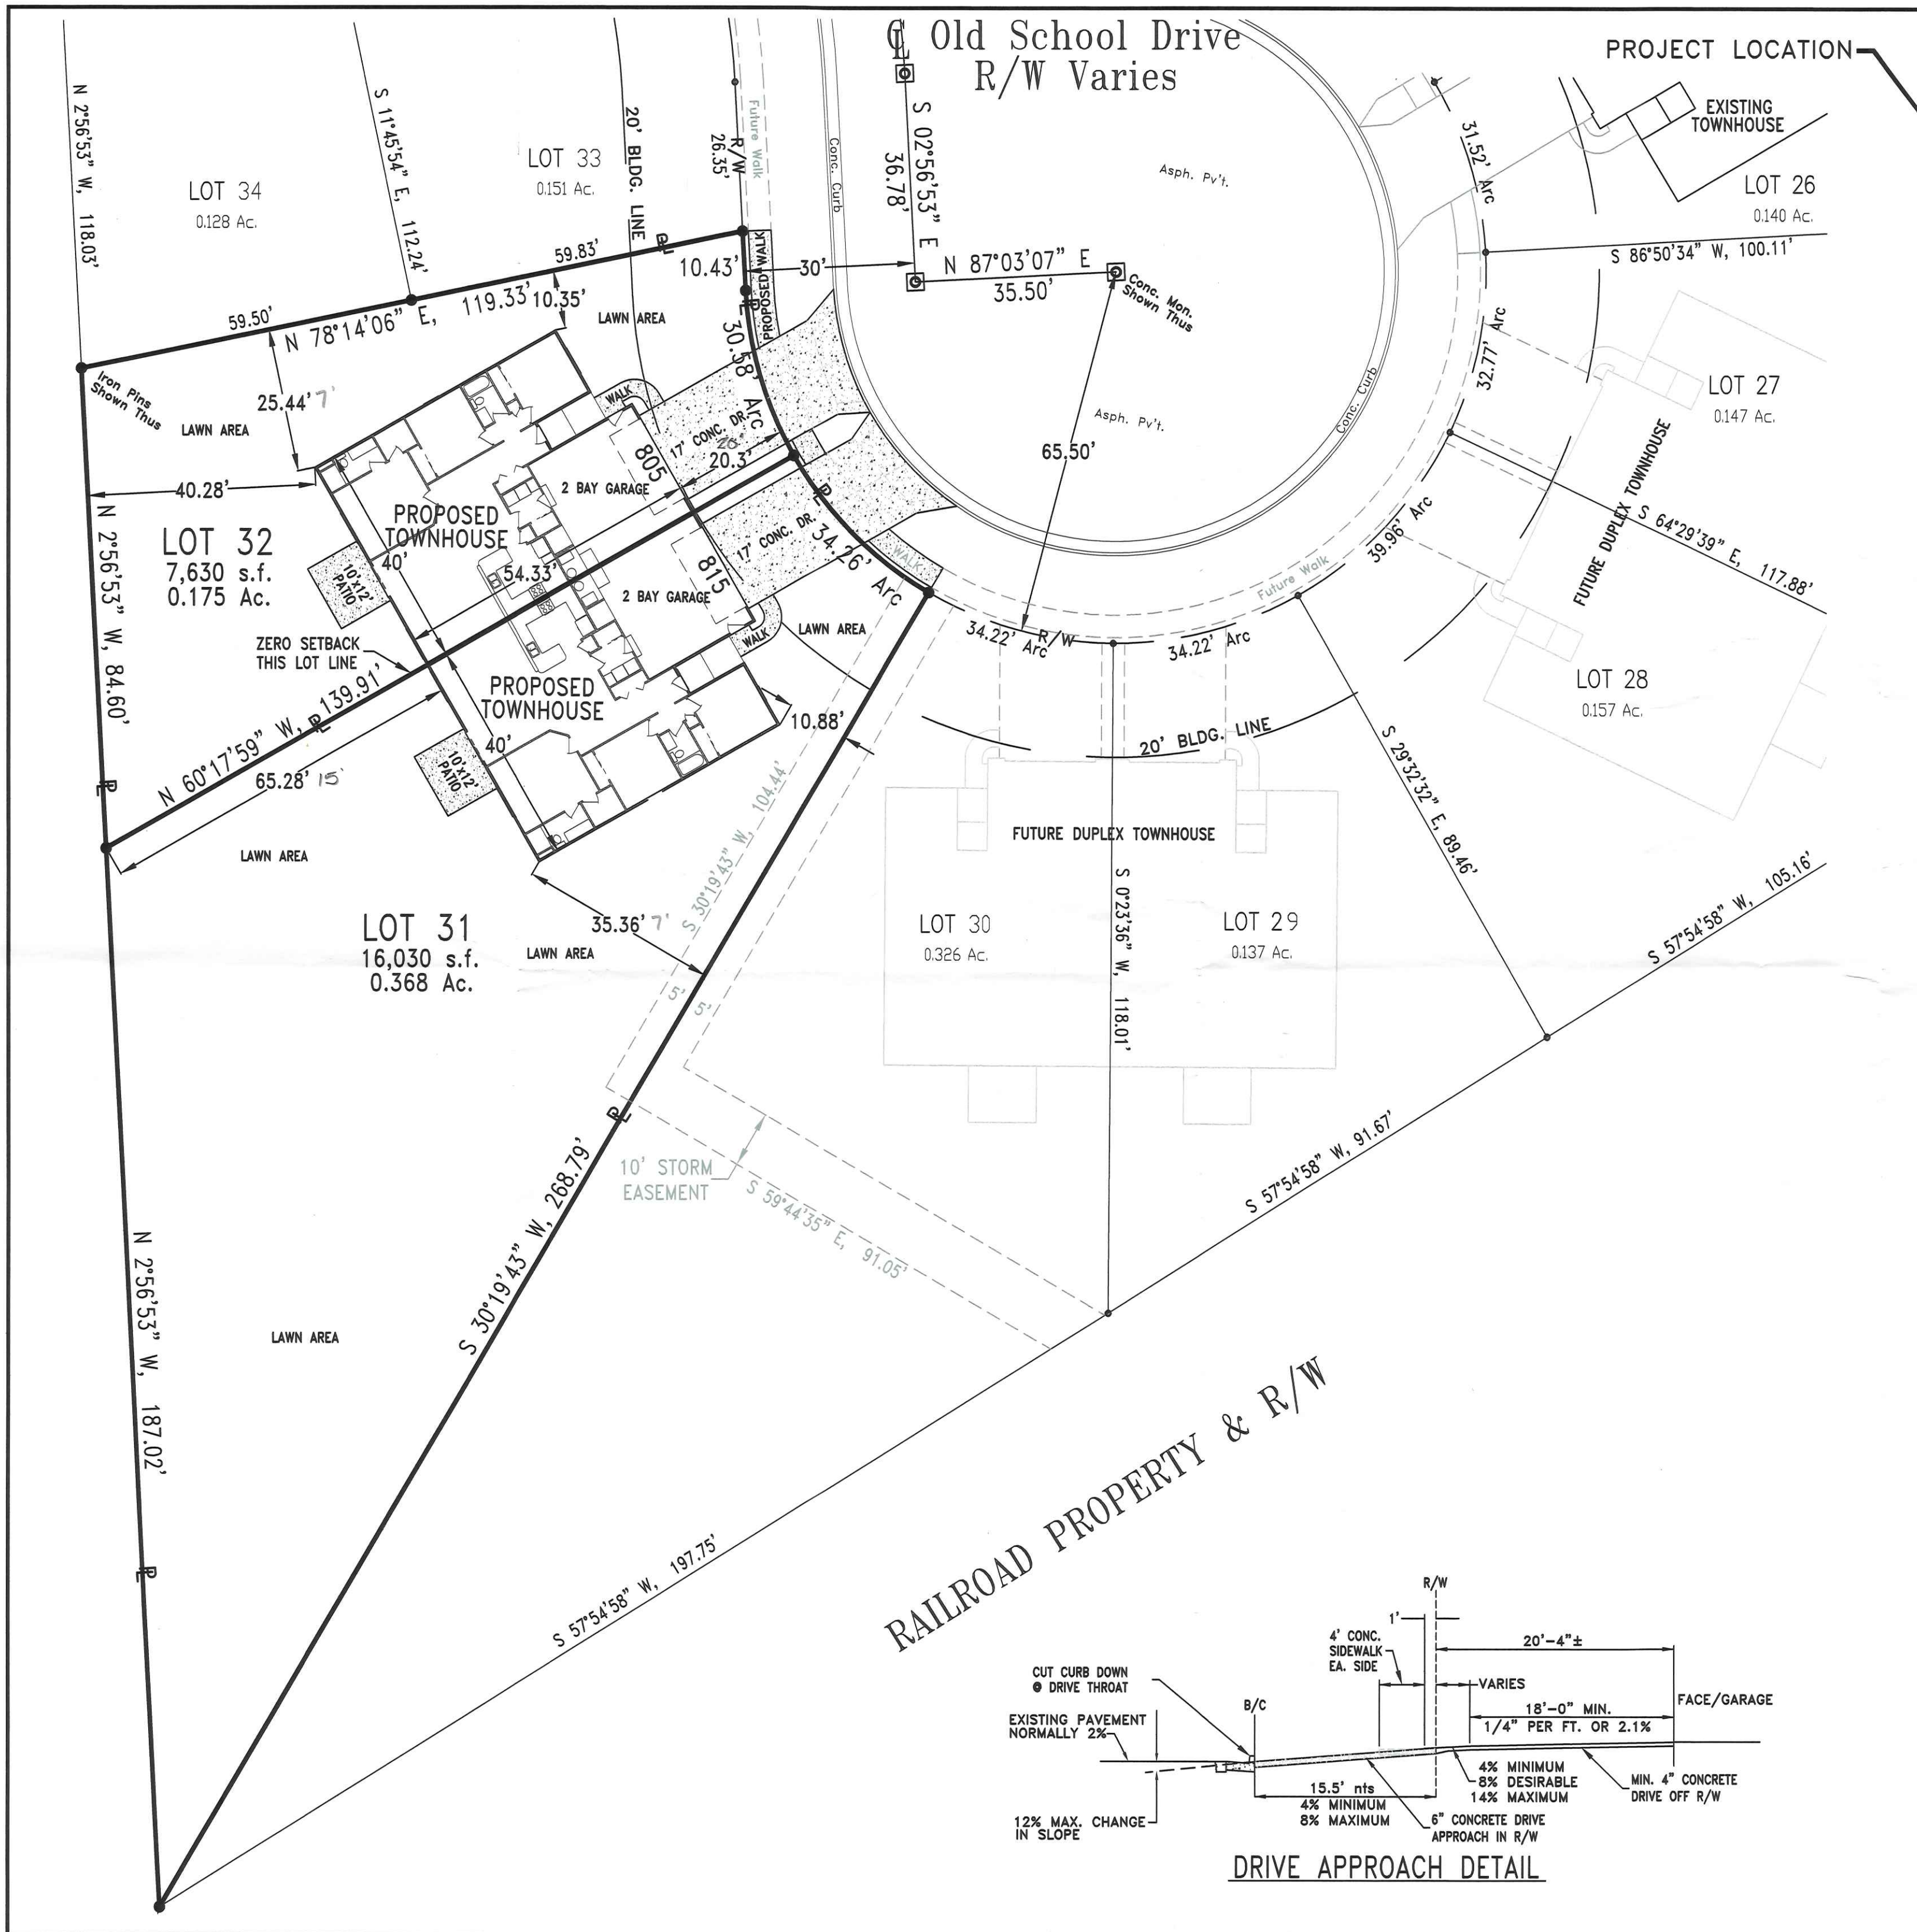 ℄ Old School Drive
R/W Varies
PROJECT LOCATION
N 2°56'53" W, 118.03'
S 11°45'54" E, 112.24'
LOT 34
0.128 Ac.
LOT 33
0.151 Ac.
20' BLDG. LINE
R/W
26.35'
Future Walk
Conc. Curb
S 02°56'53" E
36.78'
Asph. Pv't.
31.52' Arc
EXISTING
TOWNHOUSE
LOT 26
0.140 Ac.
S 86°50'34" W, 100.11'
59.83'
PL
10.43'
PROPOSED WALK
30'
N 87°03'07" E
35.50'
Conc. Mon.
Shown Thus
59.50'
N 78°14'06" E, 119.33'
10.35'
LAWN AREA
PL
30.58' Arc
32.77' Arc
LOT 27
0.147 Ac.
Iron Pins
Shown Thus
25.44' 7'
LAWN AREA
WALK
17' CONC. DR.
20'
20.3'
805
2 BAY GARAGE
Asph. Pv't.
Conc. Curb
65.50'
FUTURE DUPLEX TOWNHOUSE
40.28'
PROPOSED
TOWNHOUSE
PL
39.96' Arc
S 64°29'39" E, 117.88'
N 2°56'53" W, 84.60'
LOT 32
7,630 s.f.
0.175 Ac.
10'x12'
PATIO
40'
54.33'
17' CONC. DR.
34.26' Arc
WALK
815
2 BAY GARAGE
Future Walk
ZERO SETBACK
THIS LOT LINE
WALK
LAWN AREA
34.22' Arc
R/W
34.22' Arc
PROPOSED
TOWNHOUSE
LOT 28
0.157 Ac.
N 60°17'59" W, 139.91'
PL
10.88'
40'
10'x12'
PATIO
20' BLDG. LINE
S 29°32'32" E, 89.46'
65.28' 15'
PL
LAWN AREA
S 30°19'43" W, 104.44'
FUTURE DUPLEX TOWNHOUSE
LOT 31
16,030 s.f.
0.368 Ac.
35.36' 7'
LAWN AREA
LOT 30
0.326 Ac.
S 0°23'36" W, 118.01'
LOT 29
0.137 Ac.
S 57°54'58" W, 105.16'
5'
5'
PL
10' STORM
EASEMENT
S 59°44'35" E, 91.05'
S 57°54'58" W, 91.67'
N 2°56'53" W, 187.02'
S 30°19'43" W, 268.79'
LAWN AREA
PL
S 57°54'58" W, 197.75'
RAILROAD PROPERTY & R/W
R/W
1'
4' CONC.
SIDEWALK
EA. SIDE
20'-4"±
CUT CURB DOWN
@ DRIVE THROAT
B/C
VARIES
FACE/GARAGE
EXISTING PAVEMENT
NORMALLY 2%
18'-0" MIN.
1/4" PER FT. OR 2.1%
4% MINIMUM
8% DESIRABLE
14% MAXIMUM
MIN. 4" CONCRETE
DRIVE OFF R/W
15.5' nts
4% MINIMUM
8% MAXIMUM
12% MAX. CHANGE
IN SLOPE
6" CONCRETE DRIVE
APPROACH IN R/W
DRIVE APPROACH DETAIL